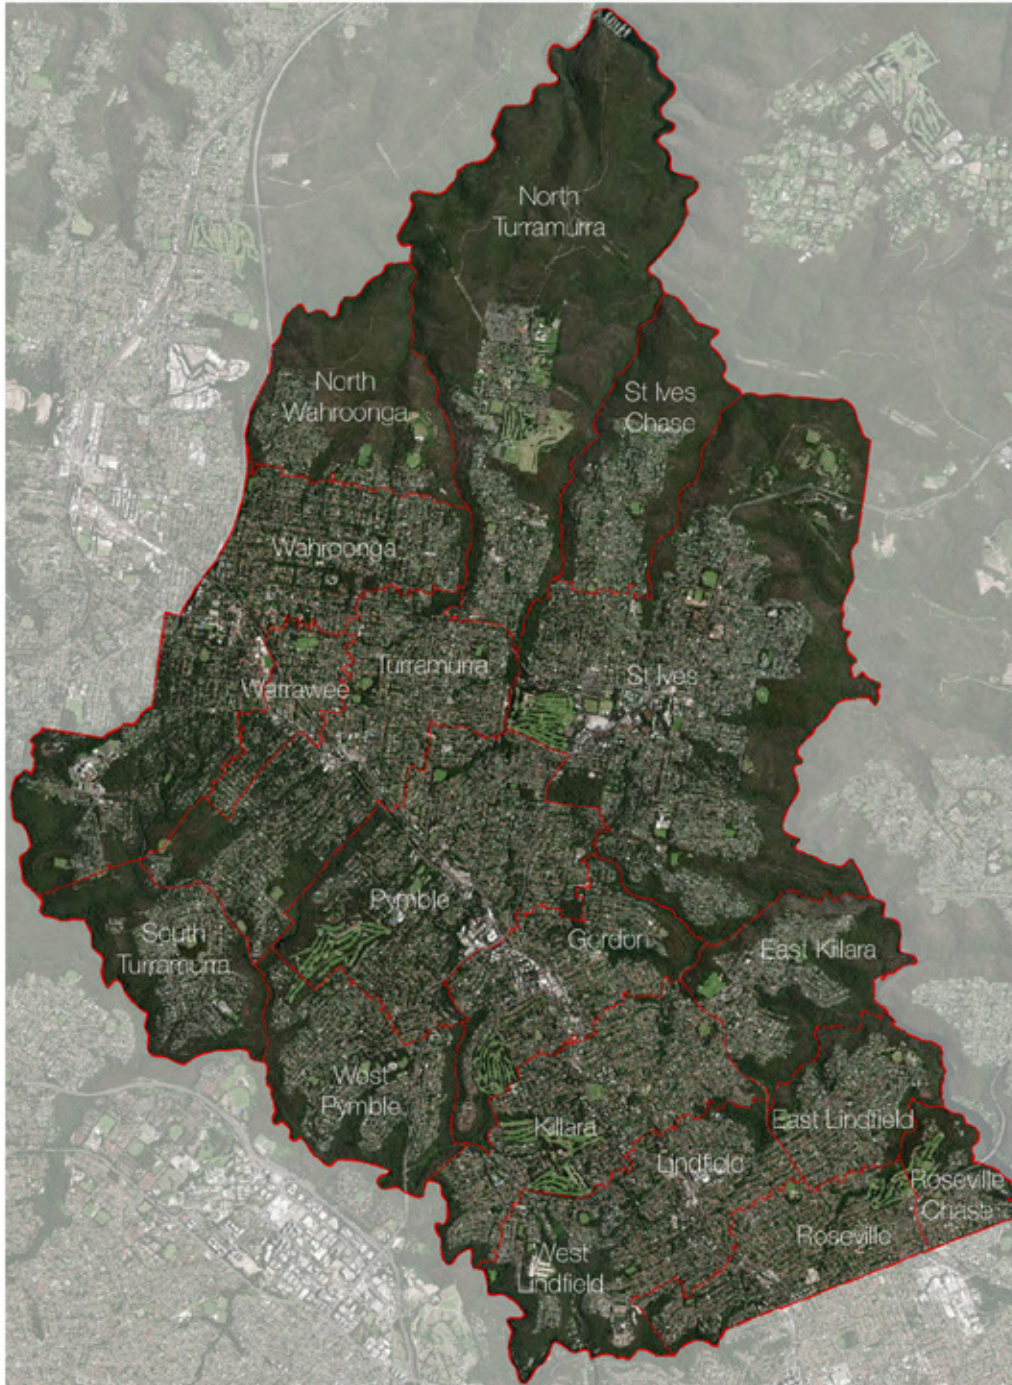 North
Turramurra
North
Wahroonga
St Ives
Chase
Wahroonga
Turramurra
Warrawee
St Ives
Pymble
South
Turramurra
Gordon
East Killara
West
Pymble
Killara
East Lindfield
Lindfield
Roseville
Chase
Roseville
West
Lindfield